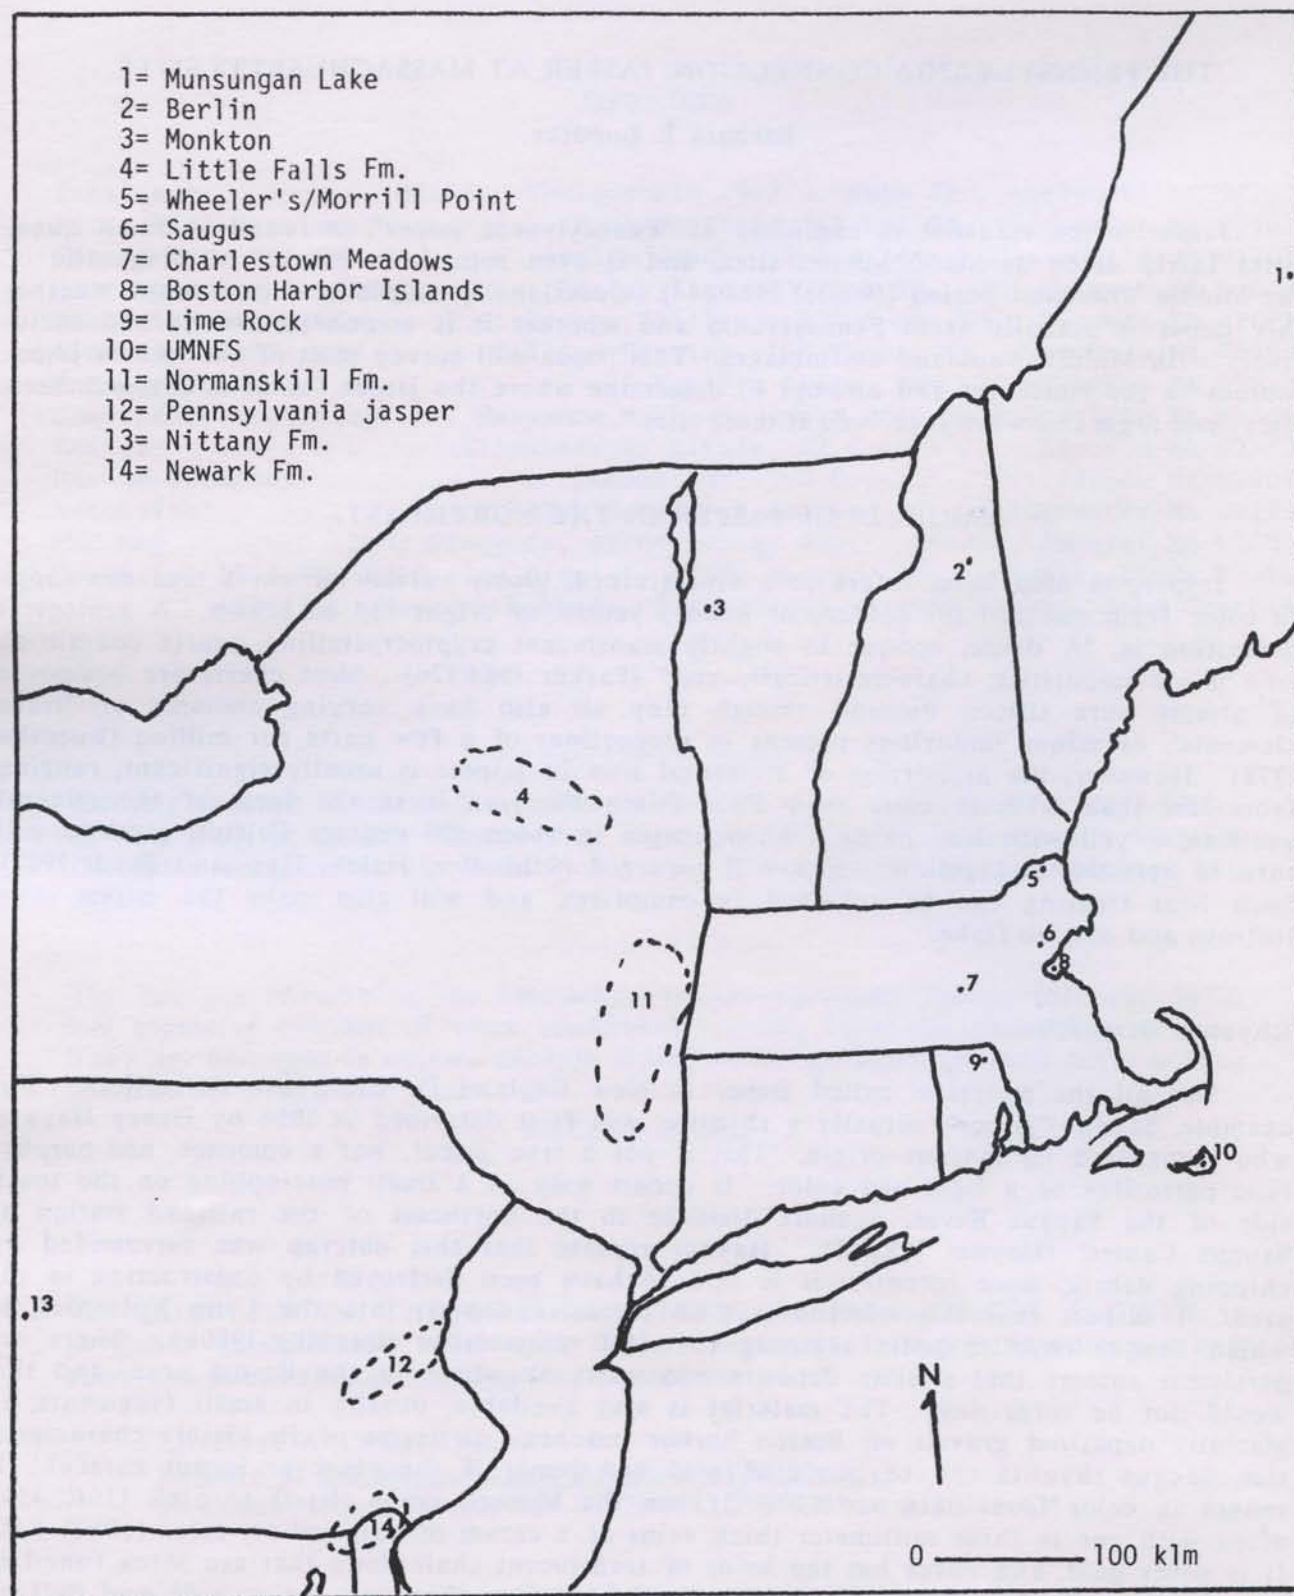 1= Munsungan Lake
2= Berlin
3= Monkton
4= Little Falls Fm.
5= Wheeler's/Morrill Point
6= Saugus
7= Charlestown Meadows
8= Boston Harbor Islands
9= Lime Rock
10= UMNFS
11= Normanskill Fm.
12= Pennsylvania jasper
13= Nittany Fm.
14= Newark Fm.
1
2
3
4
5
6
8
7
11
9
10
13
12
14
N
0 100 klm